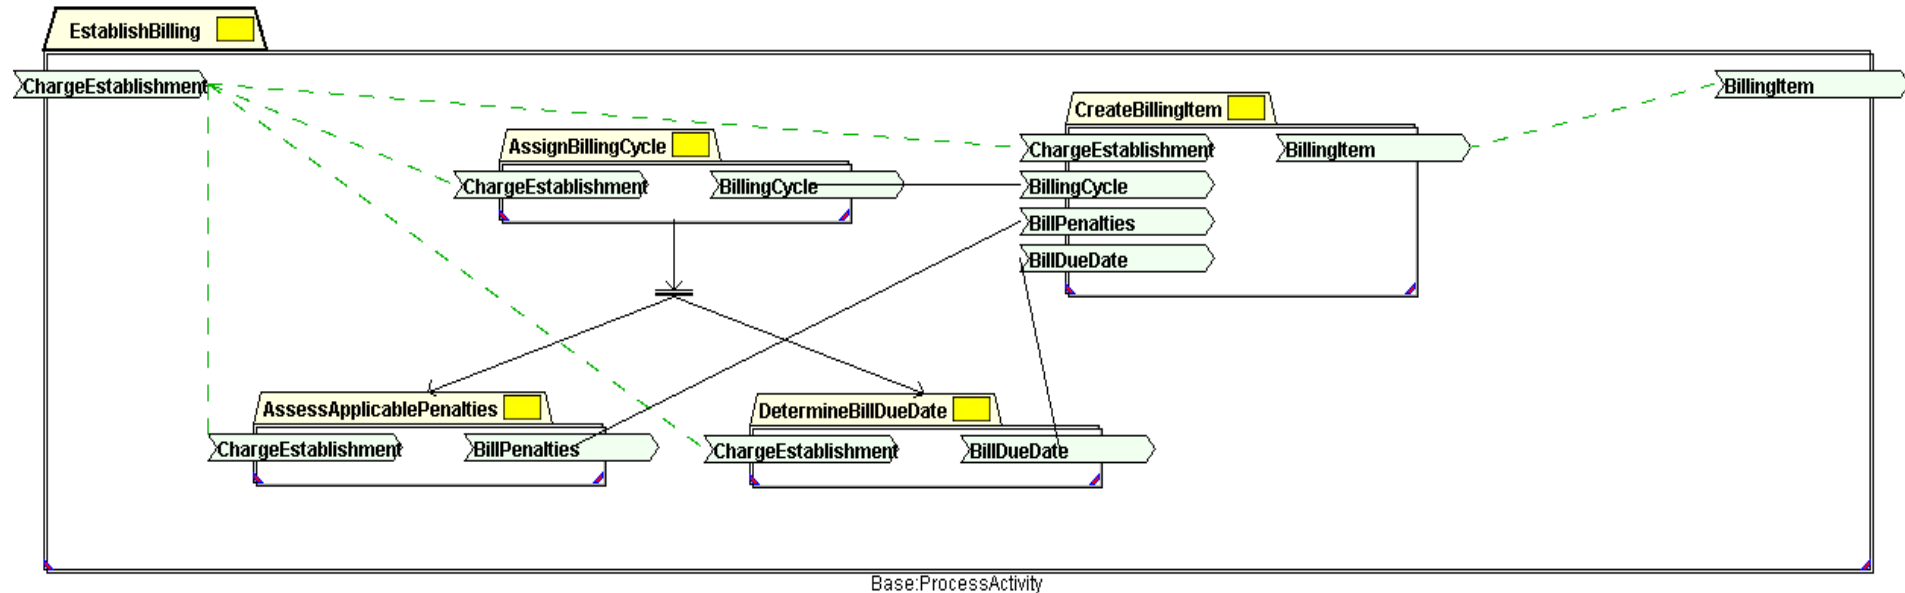 EstablishBilling
ChargeEstablishment
BillingItem
CreateBillingItem
AssignBillingCycle
ChargeEstablishment
BillingItem
ChargeEstablishment
BillingCycle
BillingCycle
BillPenalties
BillDueDate
AssessApplicablePenalties
DetermineBillDueDate
ChargeEstablishment
BillPenalties
ChargeEstablishment
BillDueDate
Base:ProcessActivity